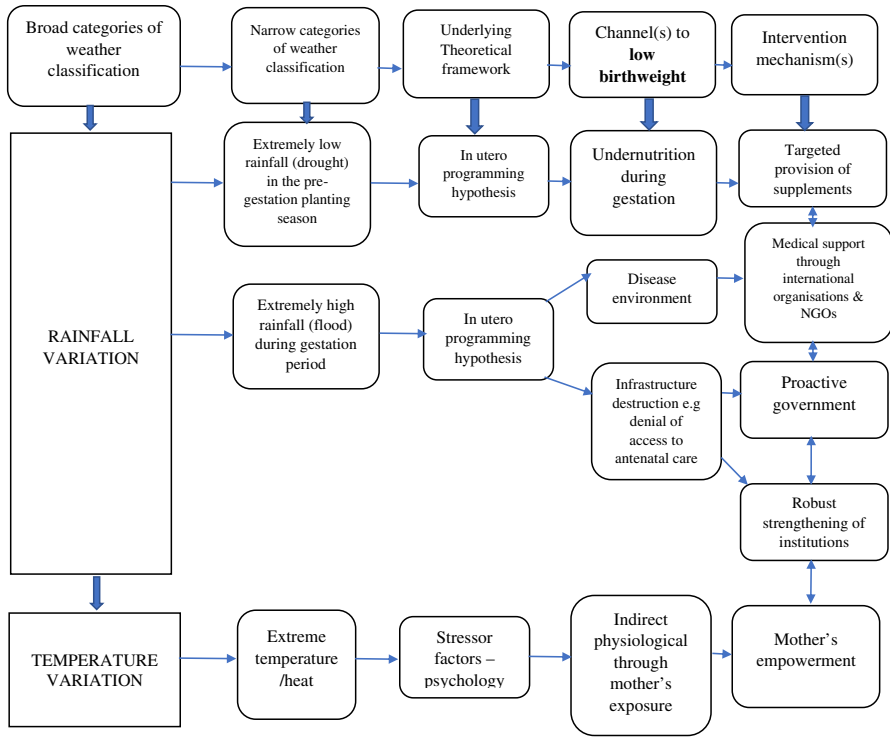 Broad categories of
weather
classification
Narrow categories
of weather
classification
Underlying
Theoretical
framework
Channel(s) to
low
birthweight
Intervention
mechanism(s)
RAINFALL
VARIATION
Extremely low
rainfall (drought)
in the pre-
gestation planting
season
In utero
programming
hypothesis
Undernutrition
during
gestation
Targeted
provision of
supplements
Medical support
through
international
organisations &
NGOs
Extremely high
rainfall (flood)
during gestation
period
In utero
programming
hypothesis
Disease
environment
Infrastructure
destruction e.g
denial of
access to
antenatal care
Proactive
government
Robust
strengthening of
institutions
TEMPERATURE
VARIATION
Extreme
temperature
/heat
Stressor
factors –
psychology
Indirect
physiological
through
mother's
exposure
Mother's
empowerment